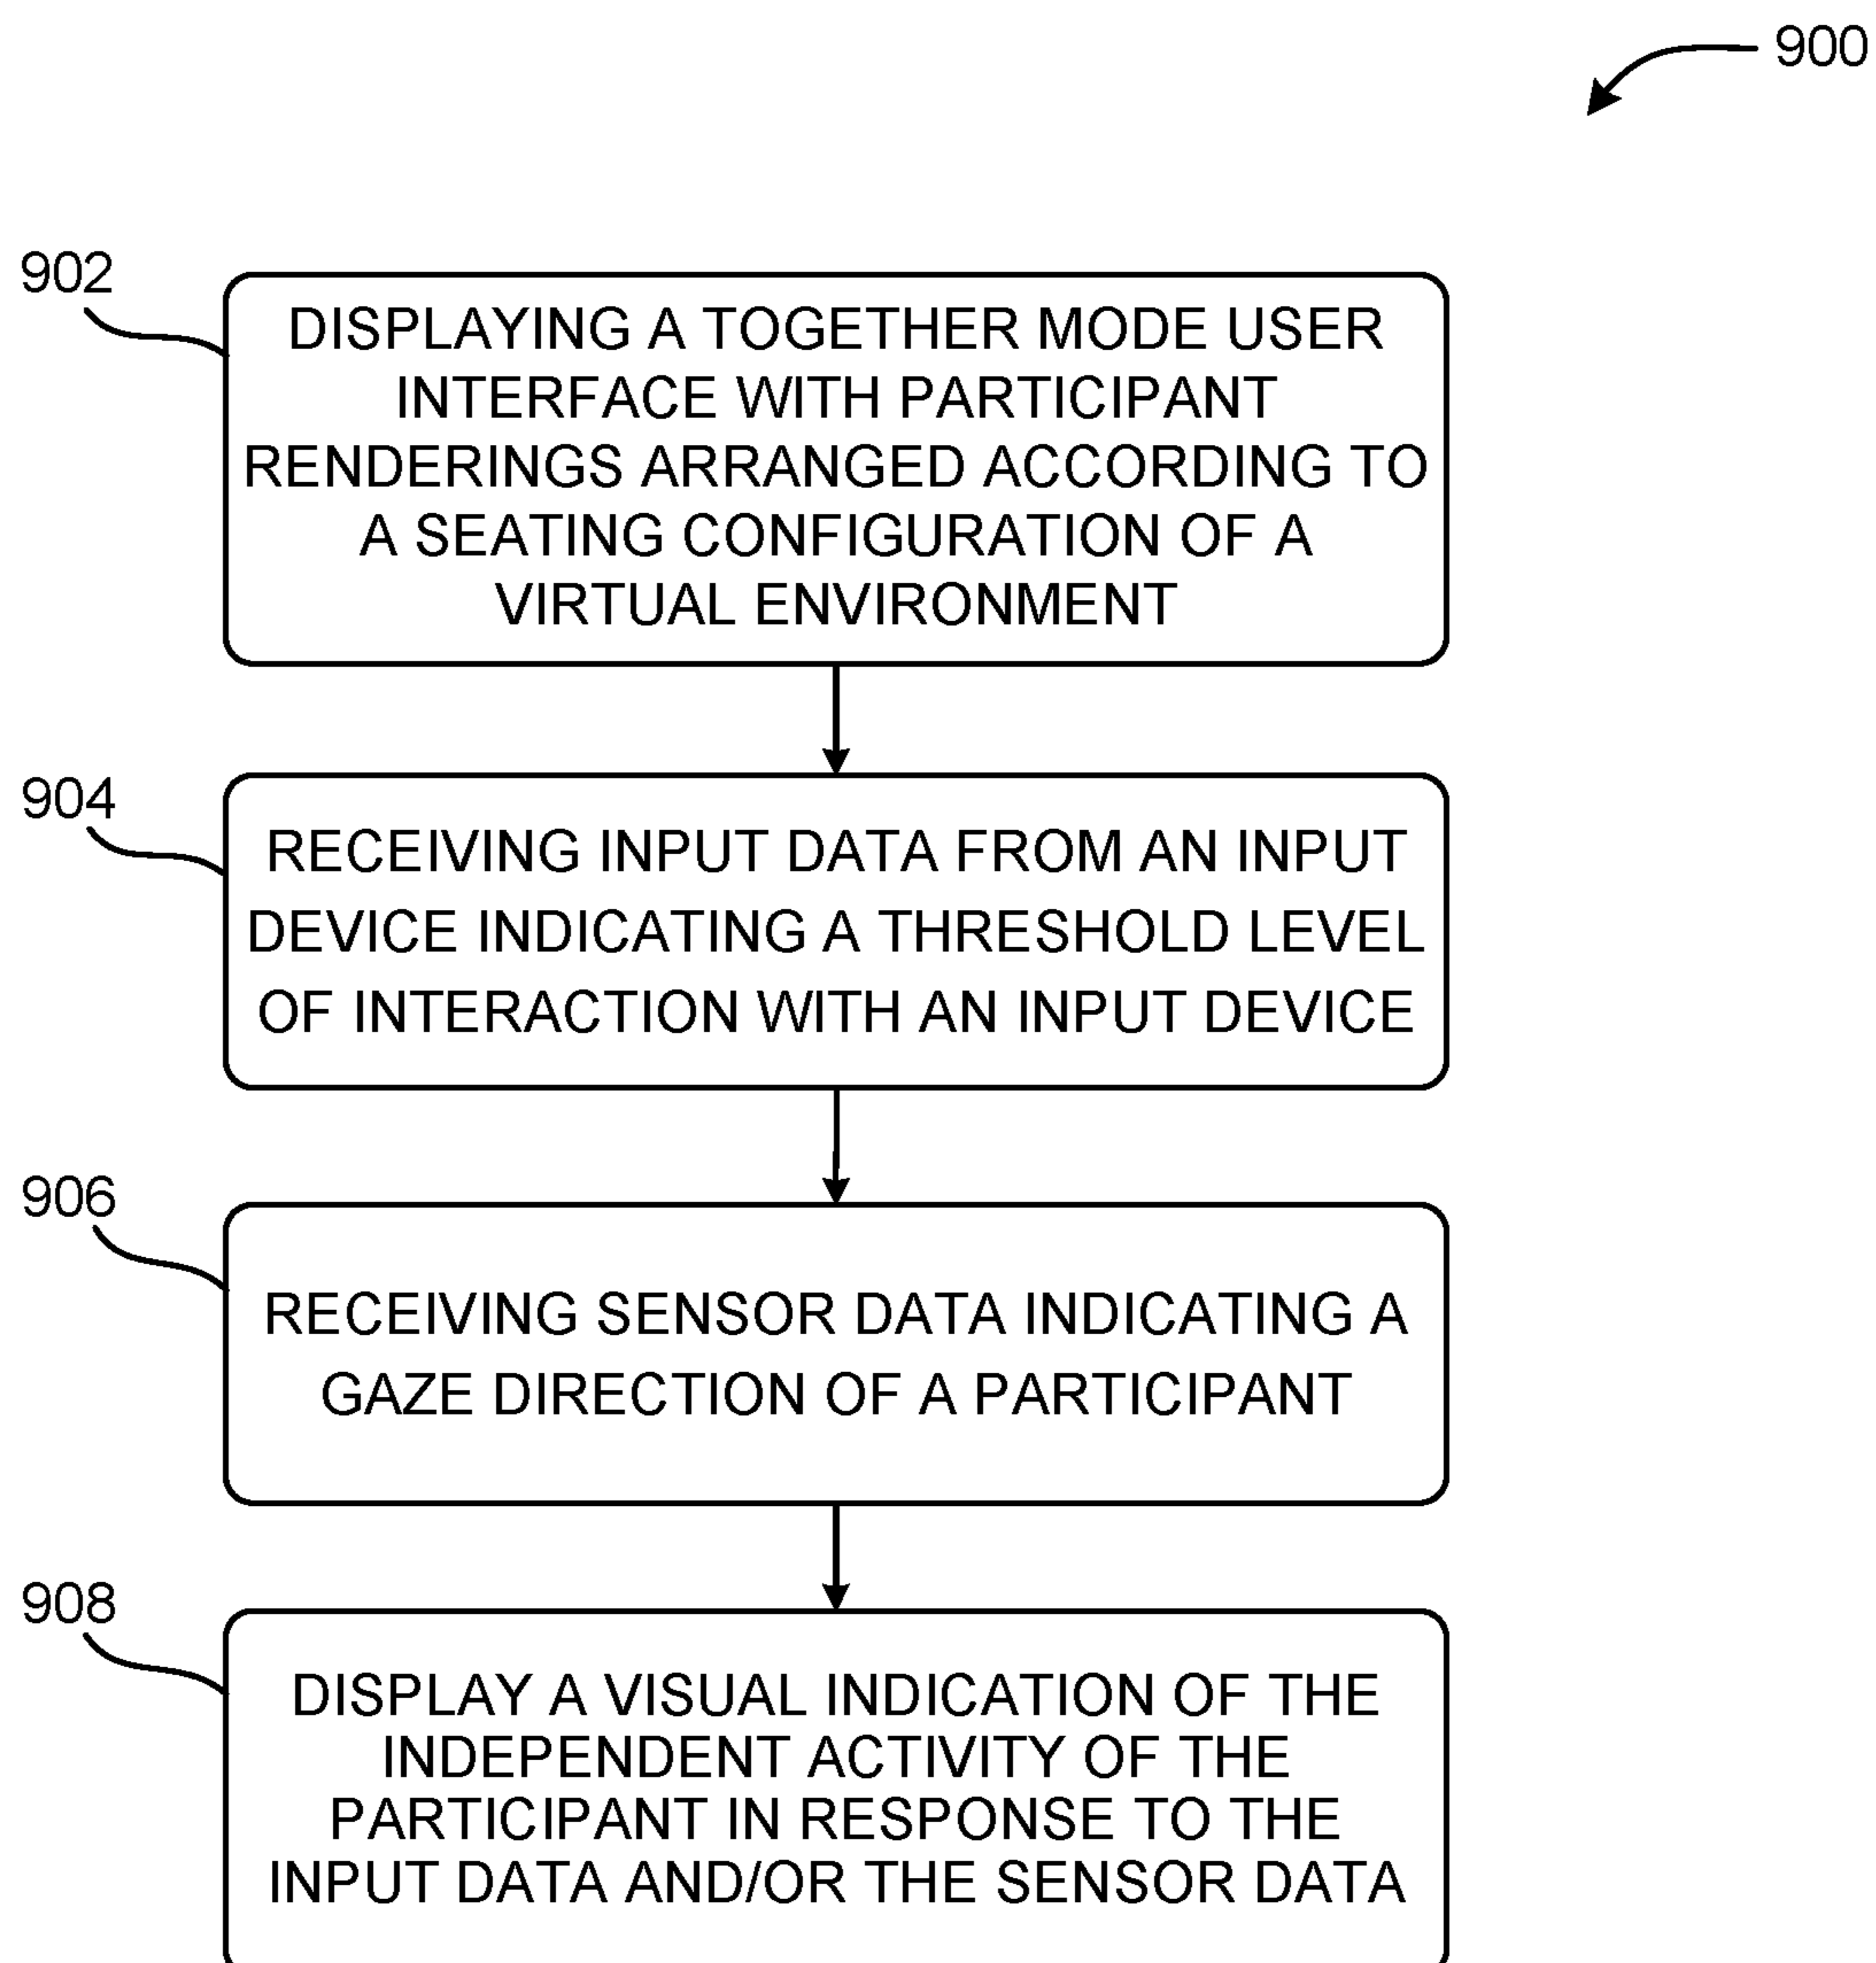 900
902
DISPLAYING A TOGETHER MODE USER
INTERFACE WITH PARTICIPANT
RENDERINGS ARRANGED ACCORDING TO
A SEATING CONFIGURATION OF A
VIRTUAL ENVIRONMENT
904
RECEIVING INPUT DATA FROM AN INPUT
DEVICE INDICATING A THRESHOLD LEVEL
OF INTERACTION WITH AN INPUT DEVICE
906
RECEIVING SENSOR DATA INDICATING A
GAZE DIRECTION OF A PARTICIPANT
908
DISPLAY A VISUAL INDICATION OF THE
INDEPENDENT ACTIVITY OF THE
PARTICIPANT IN RESPONSE TO THE
INPUT DATA AND/OR THE SENSOR DATA